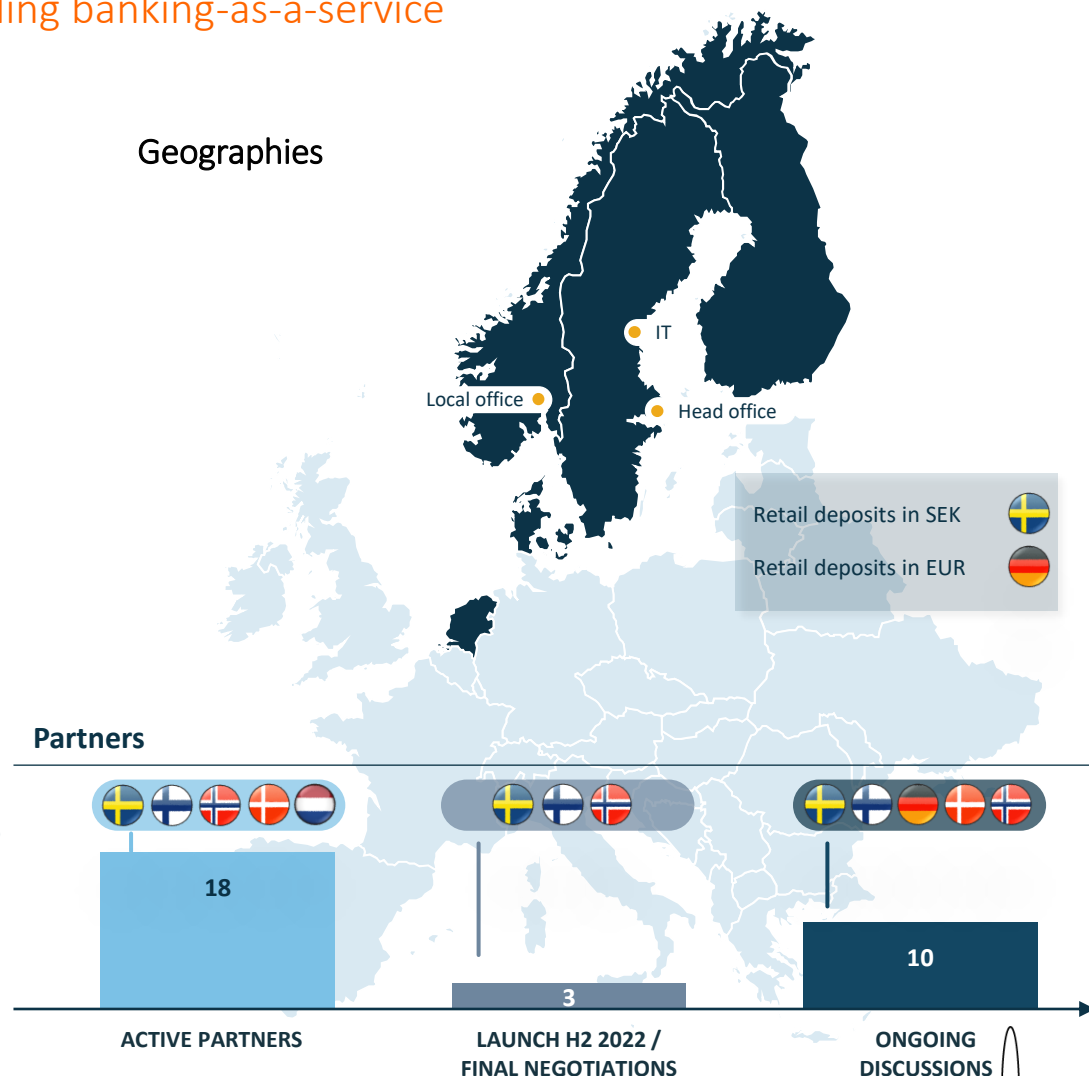 banking-as-a-service
Geographies
IT
Local office
Head office
Retail deposits in SEK
Retail deposits in EUR
Partners
18
3
10
ACTIVE PARTNERS
LAUNCH H2 2022 /
FINAL NEGOTIATIONS
ONGOING
DISCUSSIONS